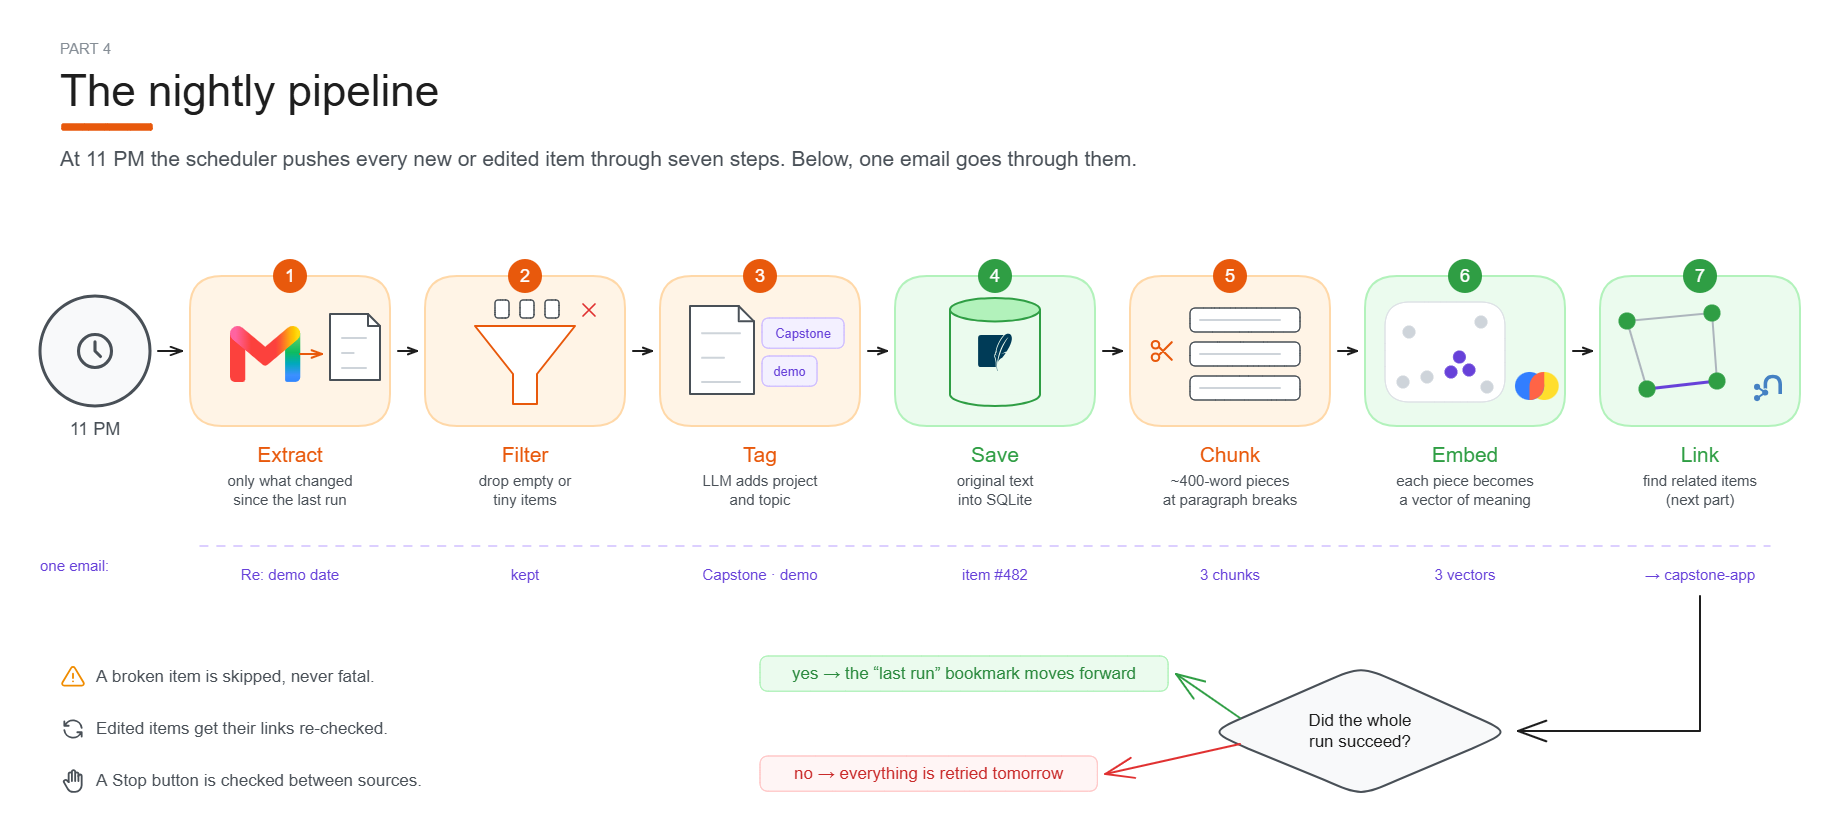 PART 4
The nightly pipeline
At 11 PM the scheduler pushes every new or edited item through seven steps. Below, one email goes through them.
1
2
3
4
5
6
7
Capstone
demo
11 PM
Extract
only what changed
since the last run
Filter
drop empty or
tiny items
Tag
LLM adds project
and topic
Save
original text
into SQLite
Chunk
~400-word pieces
at paragraph breaks
Embed
each piece becomes
a vector of meaning
Link
find related items
(next part)
one email:
Re: demo date
kept
Capstone · demo
item #482
3 chunks
3 vectors
→ capstone-app
A broken item is skipped, never fatal.
Edited items get their links re-checked.
A Stop button is checked between sources.
yes → the “last run” bookmark moves forward
no → everything is retried tomorrow
Did the whole
run succeed?